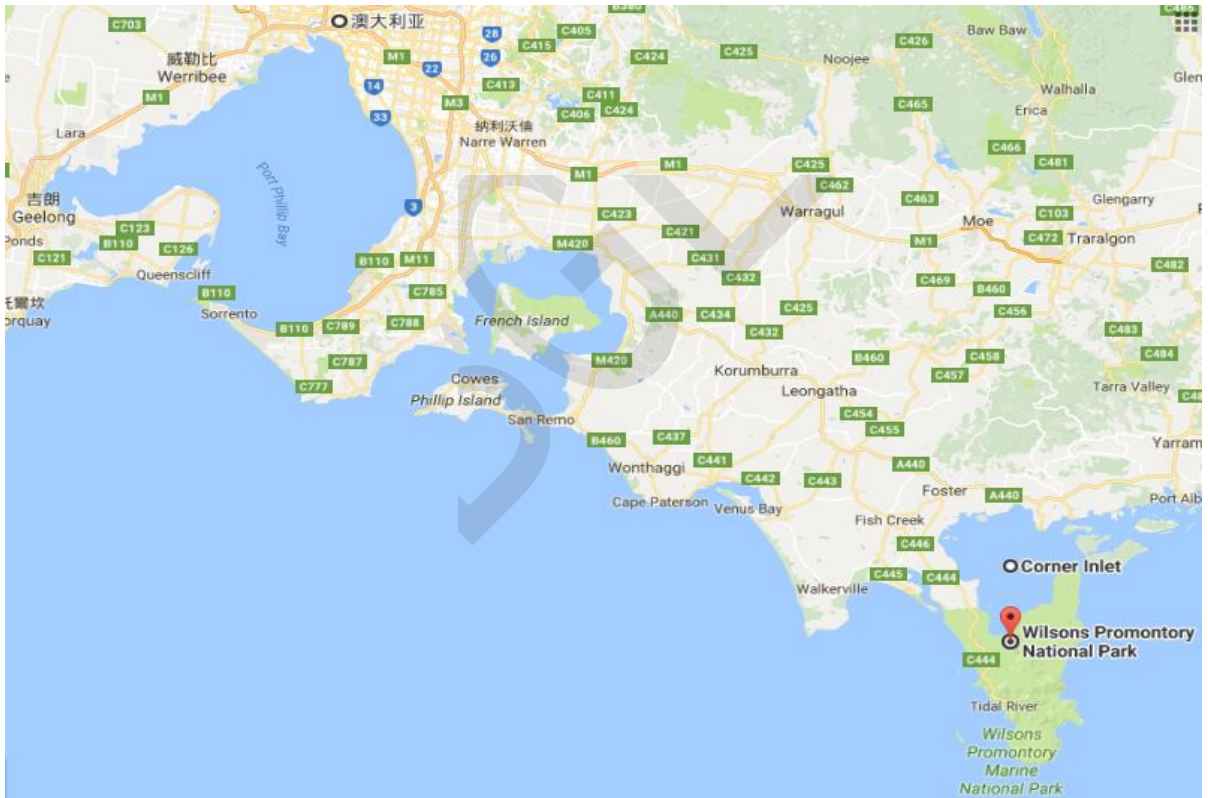 C703
B380
C486
澳大利亚
28
C405
C415
26
C424
C425
C426
Baw Baw
威勒比
Werribee
M1
22
Noojee
14
C413
M3
C411
C465
Walhalla
Glen
M1
33
C406
C424
Erica
Lara
納利沃倫
Narre Warren
C466
C481
M1
M1
C425
Port Phillip Bay
吉朗
Geelong
3
C462
C463
Glengarry
C423
Warragul
Moe
C103
C123
B110
C126
M420
C421
M1
C472
Traralgon
Ponds
C121
B110
M11
C431
C432
C482
Queenscliff
C469
B460
托爾坎
orquay
B110
C785
Sorrento
French Island
A440
C434
C425
C456
B110
C789
C788
C432
C483
C787
M420
B460
C458
C484
C777
Cowes
Phillip Island
Korumburra
C457
Leongatha
Tarra Valley
San Remo
C454
C455
B460
C437
Yarram
Wonthaggi
C441
A440
C442
C443
Cape Paterson
Venus Bay
Foster
A440
Port Alb
Fish Creek
C446
Corner Inlet
C445
C444
Walkerville
Wilsons Promontory
National Park
C444
Tidal River
Wilsons
Promontory
Marine
National Park